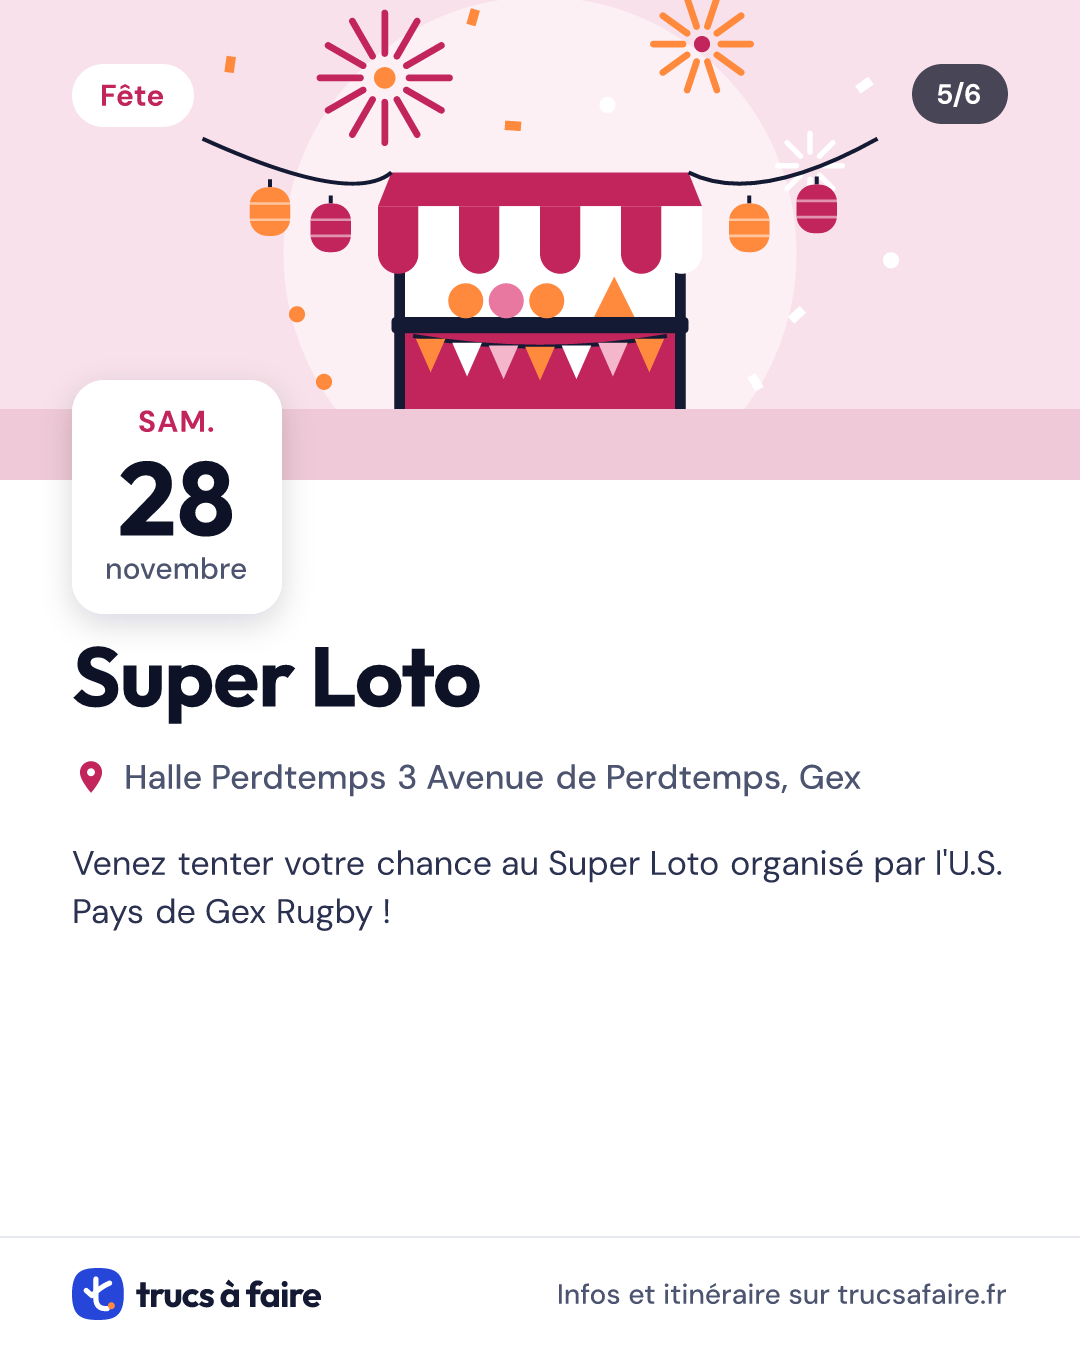 Fête
5/6
SAM.
28
novembre
Super Loto
Halle Perdtemps 3 Avenue de Perdtemps, Gex
Venez tenter votre chance au Super Loto organisé par l'U.S.
Pays de Gex Rugby !
trucs à faire
Infos et itinéraire sur trucsafaire.fr